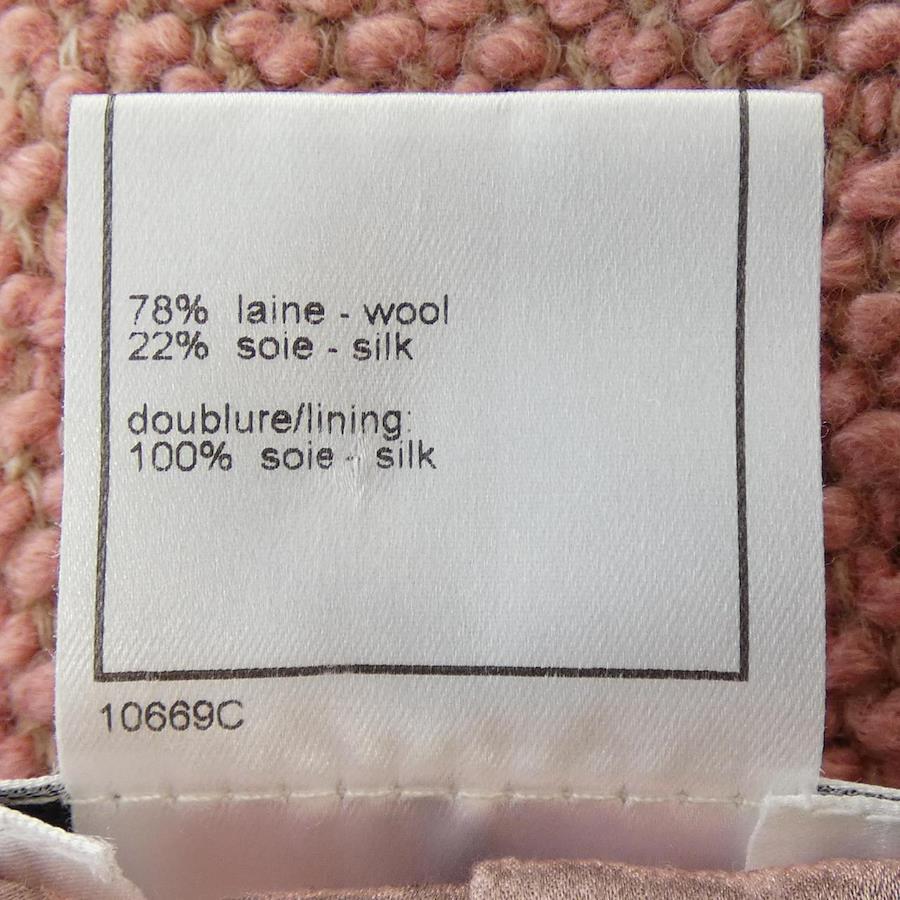 78% laine - wool
22% soie - silk
doublure/lining:
100% soie - silk
10669C